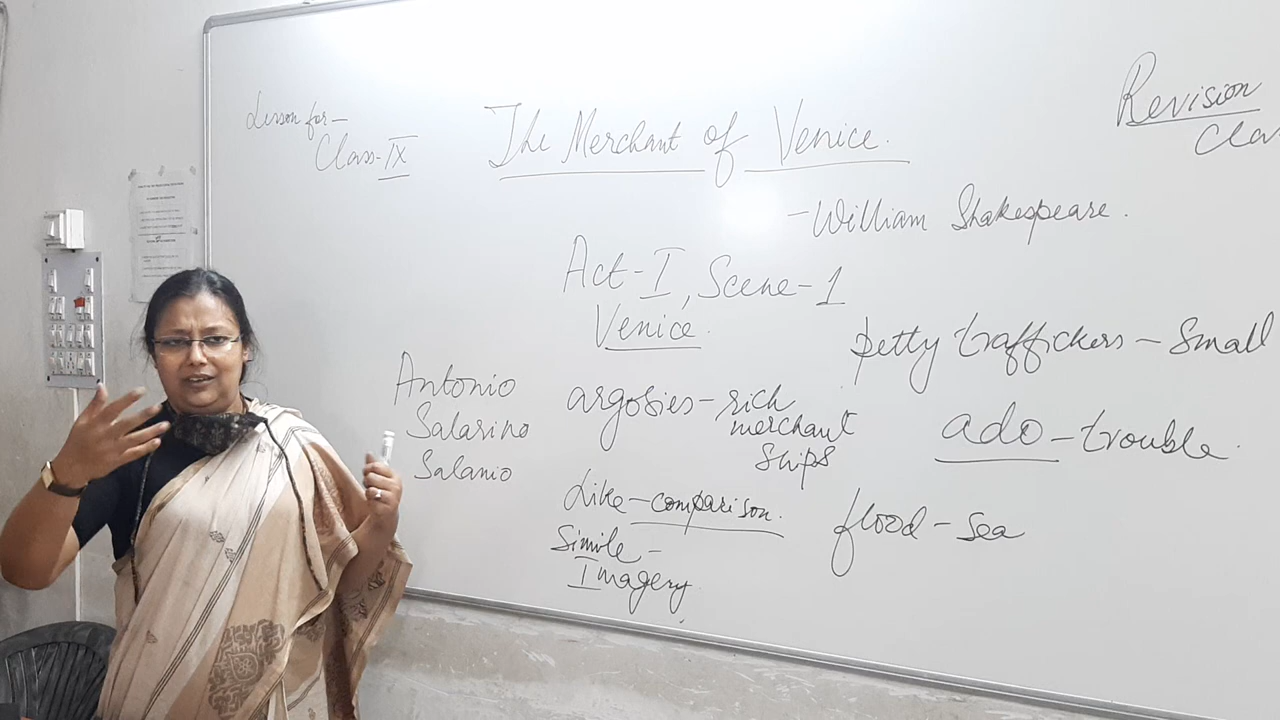 Lesson for-
Class-IX
The Merchant of Venice.
Revision
Clas
- William Shakespeare.
Act-I, Scene-1
Venice.
petty traffickers - Small
Antonio
Salarino
Salanio
argosies - rich
merchant
ships
ado - trouble.
Like - comparison.
Simile -
Imagery
flood - sea